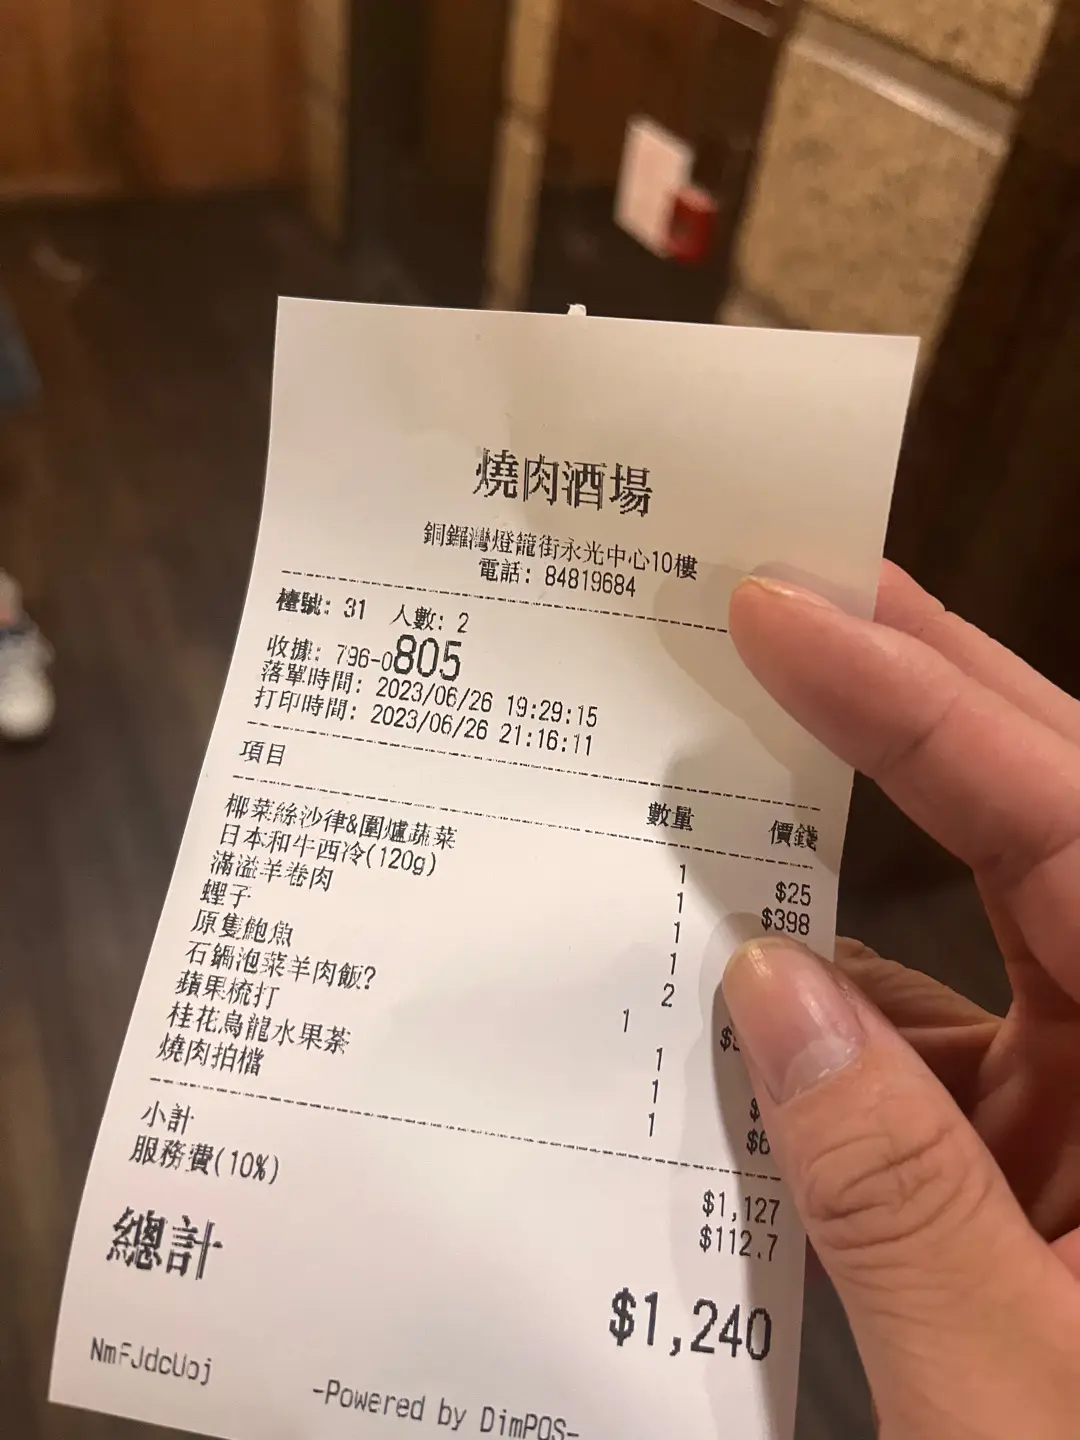 燒肉酒場
銅鑼灣燈籠街永光中心10樓
電話: 84819684
檯號: 31 人數: 2
收據: 796-0805
落單時間: 2023/06/26 19:29:15
打印時間: 2023/06/26 21:16:11
項目 數量 價錢
椰菜絲沙律&圍爐蔬菜 1 $25
日本和牛西冷(120g) 1 $398
滿溢羊卷肉 1
蟶子 1
原隻鮑魚 2
石鍋泡菜羊肉飯? 1
蘋果梳打 1
桂花烏龍水果茶 1
燒肉拍檔 1
小計 $1,127
服務費(10%) $112.7
總計 $1,240
NmFJdcUoj
-Powered by DimPOS-